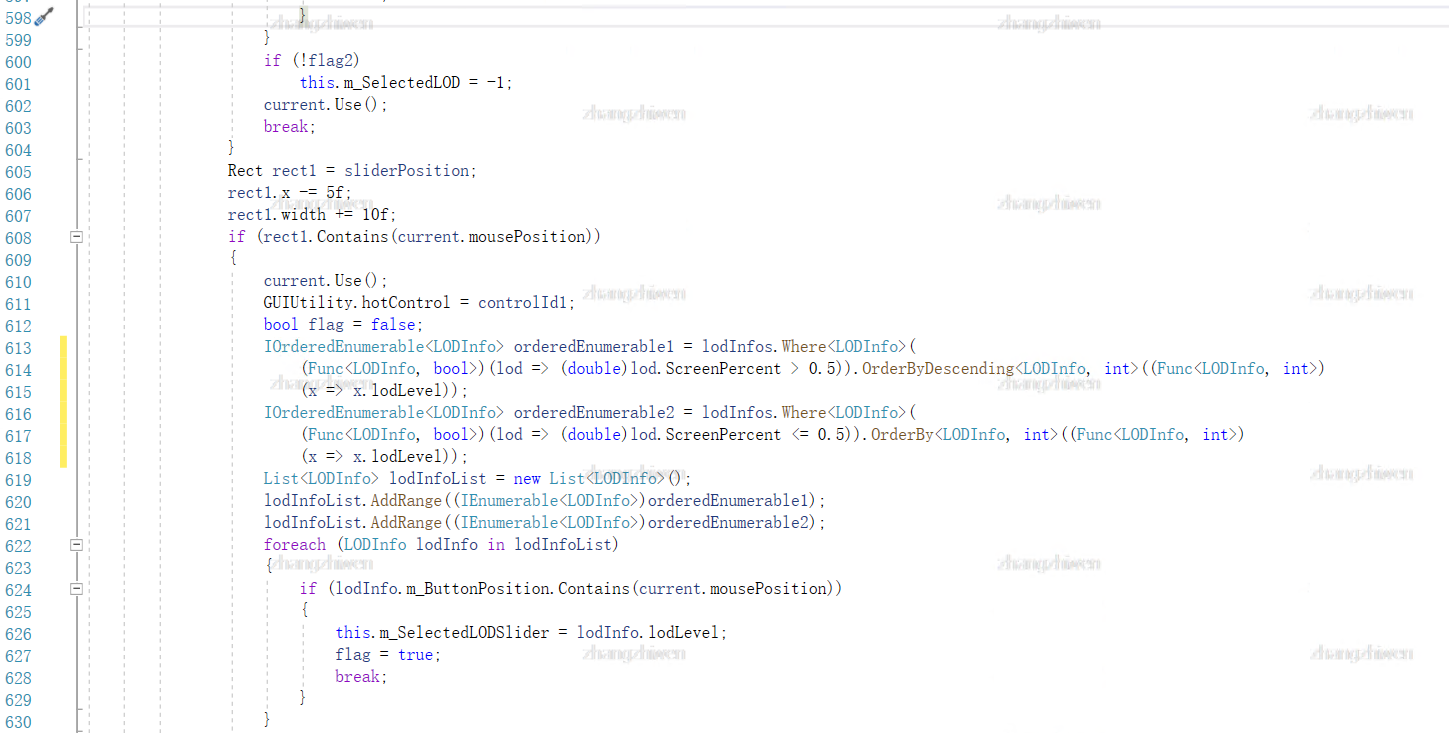 598 }
599 }
600 if (!flag2)
601 this.m_SelectedLOD = -1;
602 current.Use();
603 break;
604 }
605 Rect rect1 = sliderPosition;
606 rect1.x -= 5f;
607 rect1.width += 10f;
608 if (rect1.Contains(current.mousePosition))
609 {
610 current.Use();
611 GUIUtility.hotControl = controlId1;
612 bool flag = false;
613 IOrderedEnumerable<LODInfo> orderedEnumerable1 = lodInfos.Where<LODInfo>(
614 (Func<LODInfo, bool>)(lod => (double)lod.ScreenPercent > 0.5)).OrderByDescending<LODInfo, int>((Func<LODInfo, int>)
615 (x => x.lodLevel));
616 IOrderedEnumerable<LODInfo> orderedEnumerable2 = lodInfos.Where<LODInfo>(
617 (Func<LODInfo, bool>)(lod => (double)lod.ScreenPercent <= 0.5)).OrderBy<LODInfo, int>((Func<LODInfo, int>)
618 (x => x.lodLevel));
619 List<LODInfo> lodInfoList = new List<LODInfo>();
620 lodInfoList.AddRange((IEnumerable<LODInfo>)orderedEnumerable1);
621 lodInfoList.AddRange((IEnumerable<LODInfo>)orderedEnumerable2);
622 foreach (LODInfo lodInfo in lodInfoList)
623 {
624 if (lodInfo.m_ButtonPosition.Contains(current.mousePosition))
625 {
626 this.m_SelectedLODSlider = lodInfo.lodLevel;
627 flag = true;
628 break;
629 }
630 }